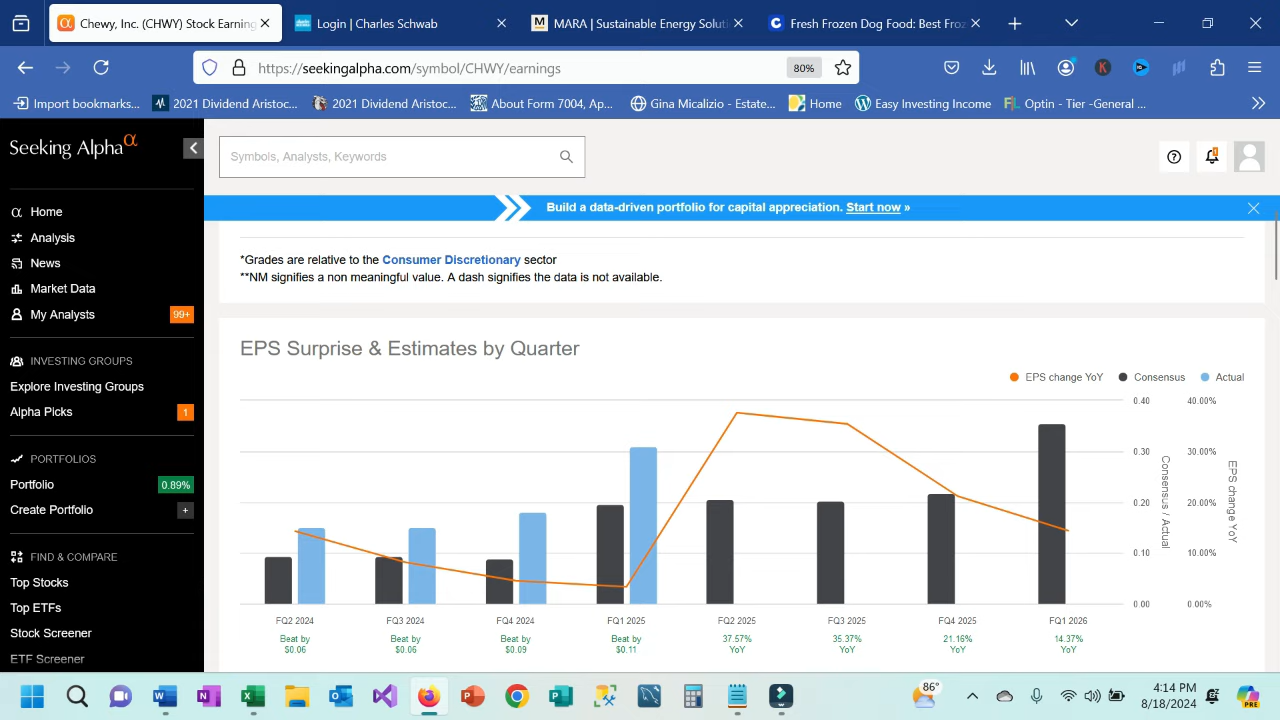 Chewy, Inc. (CHWY) Stock Earning
Login | Charles Schwab
MARA | Sustainable Energy Soluti
Fresh Frozen Dog Food: Best Froz
https://seekingalpha.com/symbol/CHWY/earnings
80%
Import bookmarks...
2021 Dividend Aristoc...
2021 Dividend Aristoc...
About Form 7004, Ap...
Gina Micalizio - Estate...
Home
Easy Investing Income
Optin - Tier -General ...
Seeking Alpha α
Symbols, Analysts, Keywords
Build a data-driven portfolio for capital appreciation. Start now »
Home
Analysis
News
Market Data
My Analysts 99+
INVESTING GROUPS
Explore Investing Groups
Alpha Picks 1
PORTFOLIOS
Portfolio 0.89%
Create Portfolio +
FIND & COMPARE
Top Stocks
Top ETFs
Stock Screener
ETF Screener
*Grades are relative to the Consumer Discretionary sector
**NM signifies a non meaningful value. A dash signifies the data is not available.
EPS Surprise & Estimates by Quarter
EPS change YoY Consensus Actual
0.40 40.00%
0.30 30.00%
0.20 20.00%
0.10 10.00%
0.00 0.00%
Consensus / Actual
EPS change YoY
FQ2 2024 FQ3 2024 FQ4 2024 FQ1 2025 FQ2 2025 FQ3 2025 FQ4 2025 FQ1 2026
Beat by Beat by Beat by Beat by 37.57% 35.37% 21.16% 14.37%
$0.06 $0.06 $0.09 $0.11 YoY YoY YoY YoY
86°
4:14 PM
8/18/2024